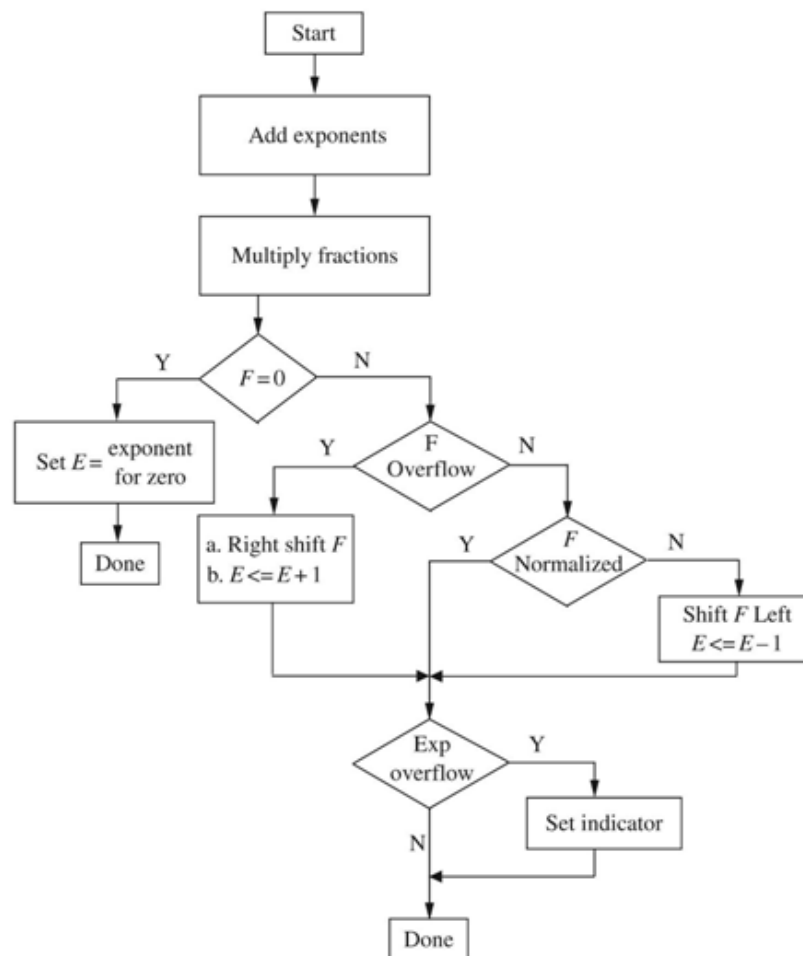 Start
Add exponents
Multiply fractions
Y
N
F = 0
Set E = exponent
for zero
Done
Y
N
F
Overflow
a. Right shift F
b. E <= E + 1
Y
N
F
Normalized
Shift F Left
E <= E − 1
Exp
overflow
Y
Set indicator
N
Done